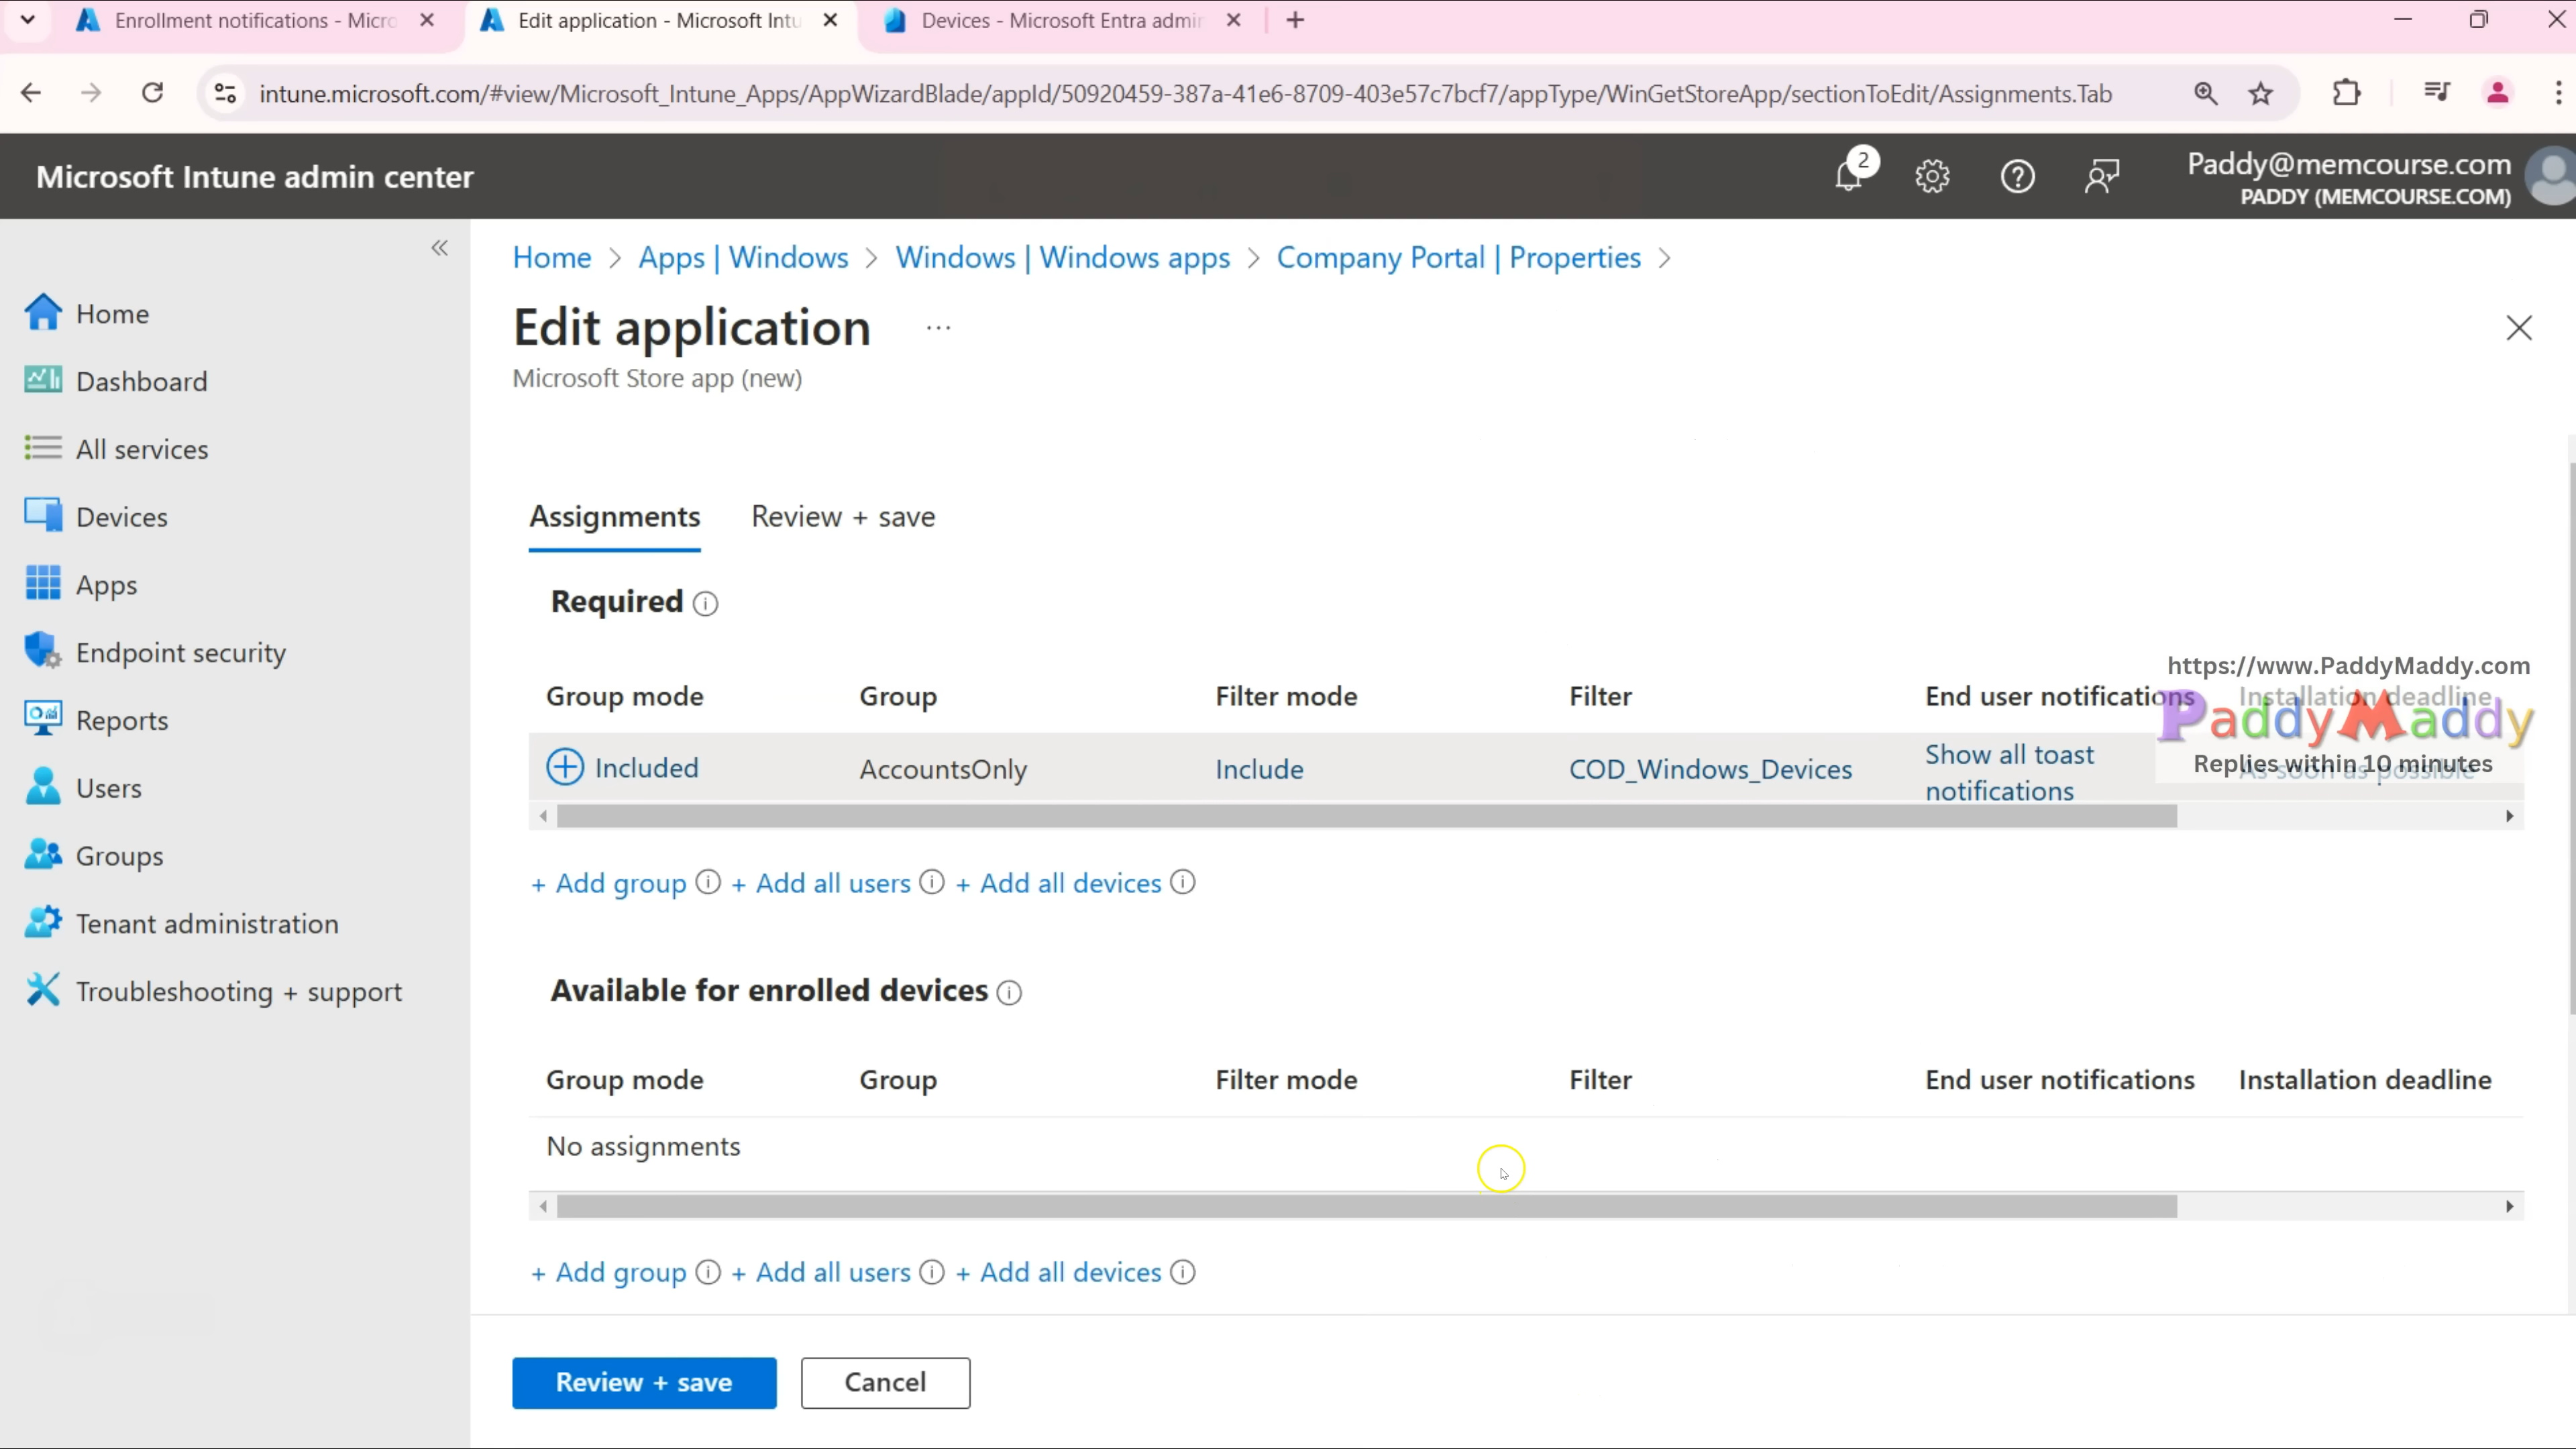 Enrollment notifications - Micro
Edit application - Microsoft Intu
Devices - Microsoft Entra admin
intune.microsoft.com/#view/Microsoft_Intune_Apps/AppWizardBlade/appId/50920459-387a-41e6-8709-403e57c7bcf7/appType/WinGetStoreApp/sectionToEdit/Assignments.Tab
Microsoft Intune admin center
2
Paddy@memcourse.com
PADDY (MEMCOURSE.COM)
Home
Dashboard
All services
Devices
Apps
Endpoint security
Reports
Users
Groups
Tenant administration
Troubleshooting + support
Home > Apps | Windows > Windows | Windows apps > Company Portal | Properties >
Edit application ...
Microsoft Store app (new)
Assignments Review + save
Required
https://www.PaddyMaddy.com
Group mode Group Filter mode Filter End user notifications Installation deadline
PaddyMaddy
Included AccountsOnly Include COD_Windows_Devices Show all toast notifications As soon as possible
Replies within 10 minutes
+ Add group + Add all users + Add all devices
Available for enrolled devices
Group mode Group Filter mode Filter End user notifications Installation deadline
No assignments
+ Add group + Add all users + Add all devices
Review + save Cancel